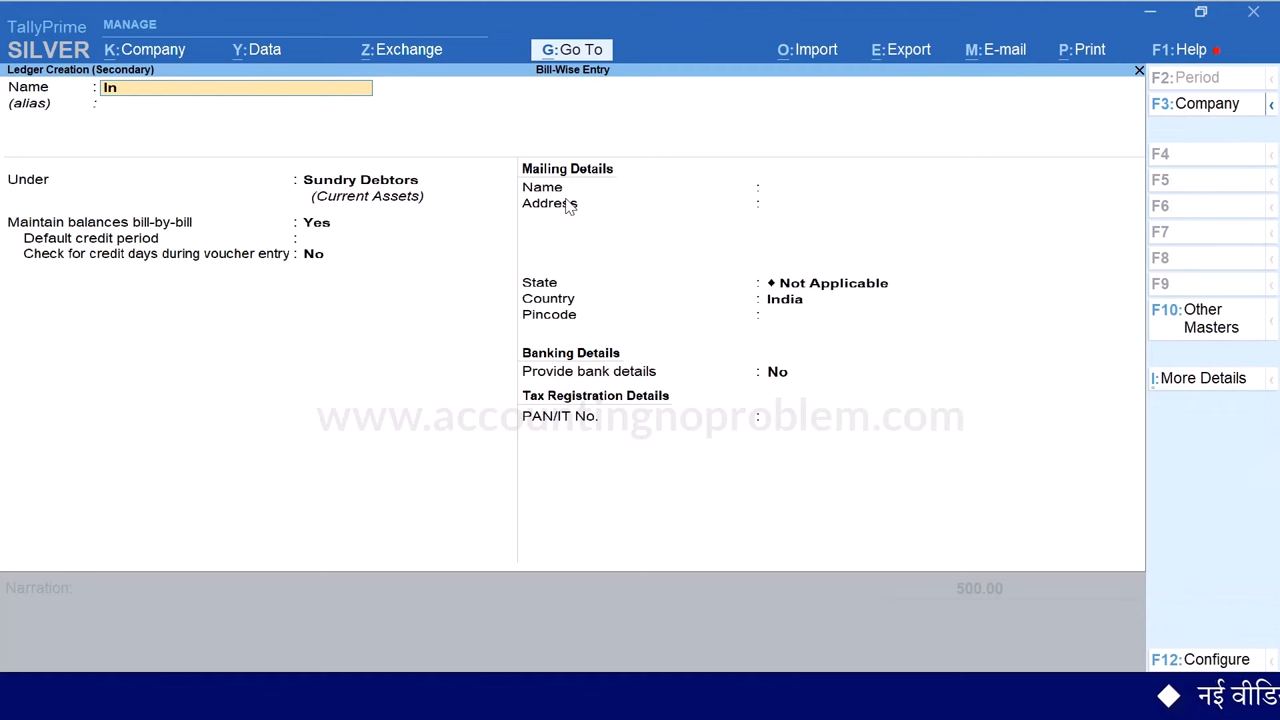 TallyPrime MANAGE
SILVER K:Company Y:Data Z:Exchange G:Go To O:Import E:Export M:E-mail P:Print F1:Help
Ledger Creation (Secondary) Bill-Wise Entry
Name : In
(alias) :
Under : Sundry Debtors
(Current Assets)
Maintain balances bill-by-bill : Yes
Default credit period :
Check for credit days during voucher entry : No
Mailing Details
Name :
Address :
State : ♦ Not Applicable
Country : India
Pincode :
Banking Details
Provide bank details : No
Tax Registration Details
PAN/IT No. :
www.accountingnoproblem.com
Narration: 500.00
F2:Period
F3:Company
F4
F5
F6
F7
F8
F9
F10:Other
Masters
I:More Details
F12:Configure
◆ नई